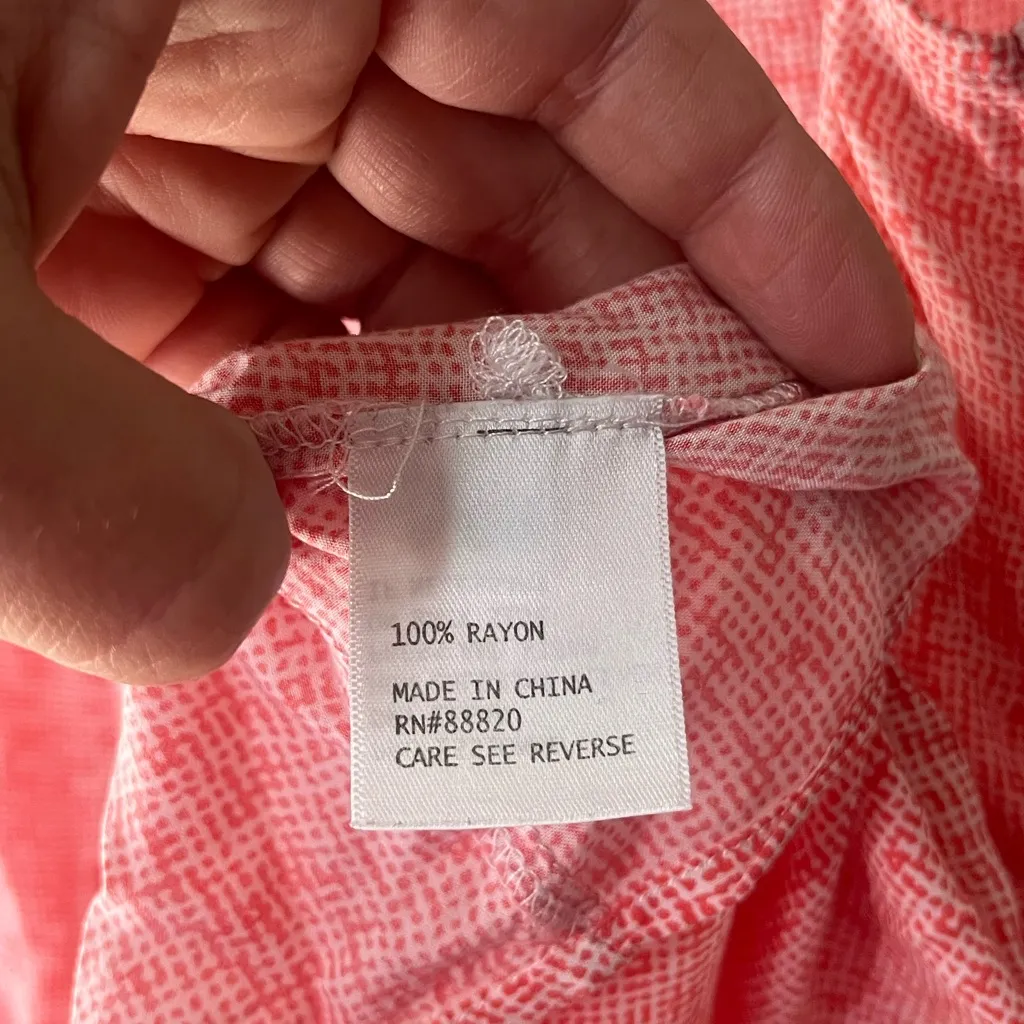 100% RAYON
MADE IN CHINA
RN#88820
CARE SEE REVERSE